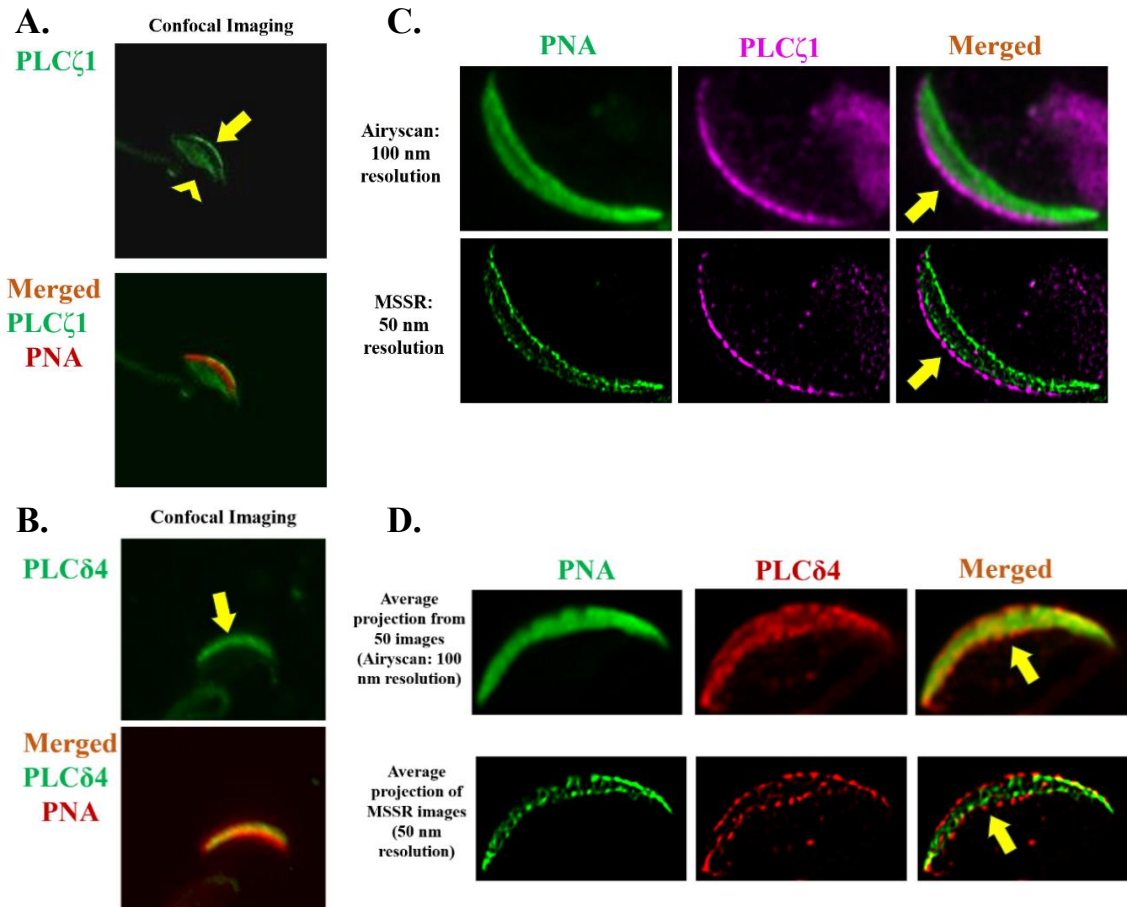 A.
Confocal Imaging
PLCζ1
Merged
PLCζ1
PNA
B.
Confocal Imaging
PLCδ4
Merged
PLCδ4
PNA
C.
PNA
PLCζ1
Merged
Airyscan:
100 nm
resolution
MSSR:
50 nm
resolution
D.
PNA
PLCδ4
Merged
Average
projection from
50 images
(Airyscan: 100
nm resolution)
Average
projection of
MSSR images
(50 nm
resolution)